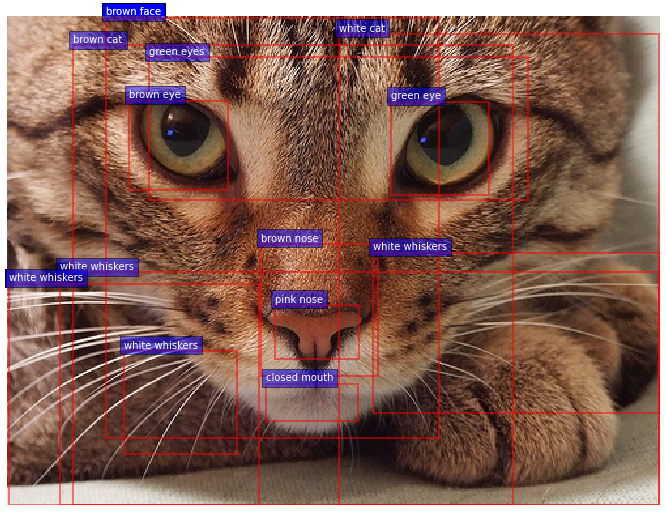 brown face
white cat
brown cat
green eyes
brown eye
green eye
brown nose
white whiskers
white whiskers
white whiskers
pink nose
white whiskers
closed mouth